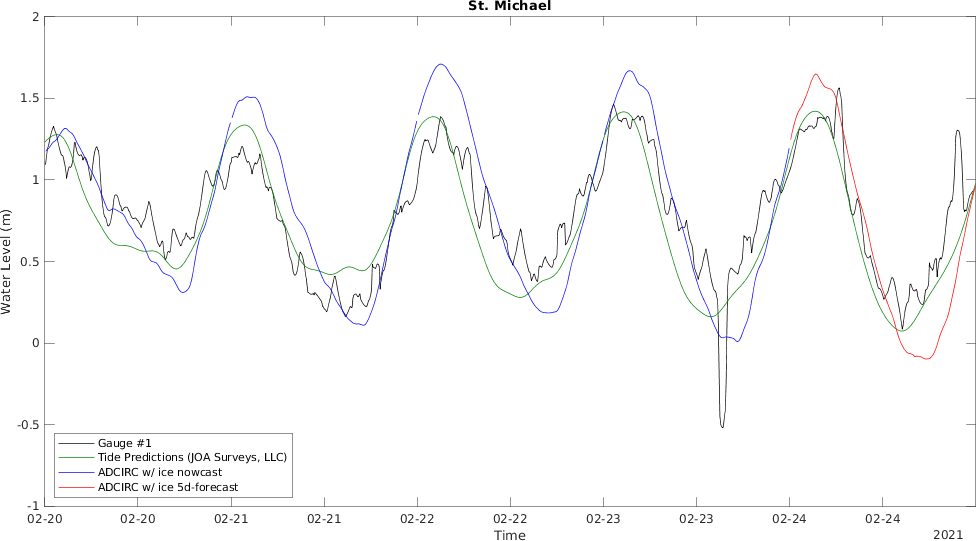 St. Michael
2
1.5
1
0.5
0
-0.5
-1
Water Level (m)
Gauge #1
Tide Predictions (JOA Surveys, LLC)
ADCIRC w/ ice nowcast
ADCIRC w/ ice 5d-forecast
02-20 02-20 02-21 02-21 02-22 02-22 02-23 02-23 02-24 02-24
Time
2021